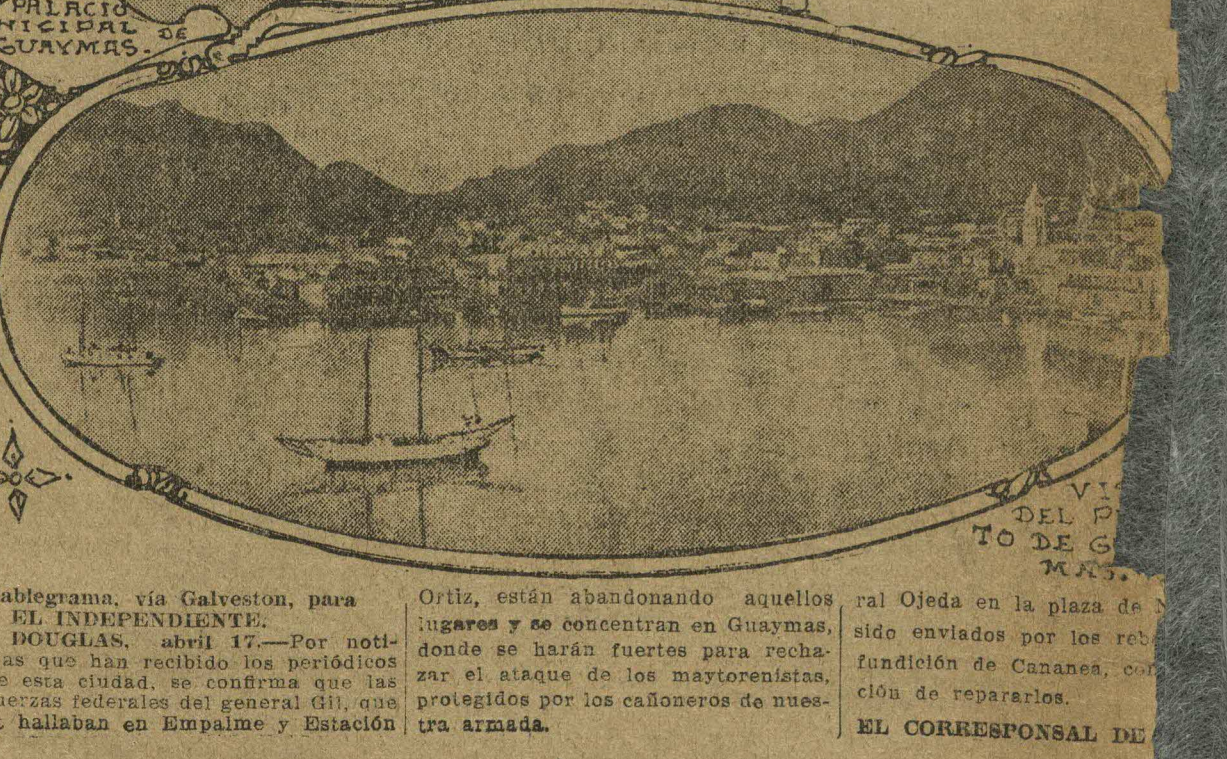 PALACIO
NICIPAL DE
GUAYMAS.
VIS
DEL P
TO DE G
MAS.
ablegrama, vía Galveston, para
EL INDEPENDIENTE.
DOUGLAS, abril 17.—Por noti-
as que han recibido los periódicos
e esta ciudad, se confirma que las
uerzas federales del general Gil, que
hallaban en Empalme y Estación
Ortiz, están abandonando aquellos
lugares y se concentran en Guaymas,
donde se harán fuertes para recha-
zar el ataque de los maytorenistas,
protegidos por los cañoneros de nues-
tra armada.
ral Ojeda en la plaza de N
sido enviados por los reb
fundición de Cananea, con
ción de repararlos.
EL CORRESPONSAL DE